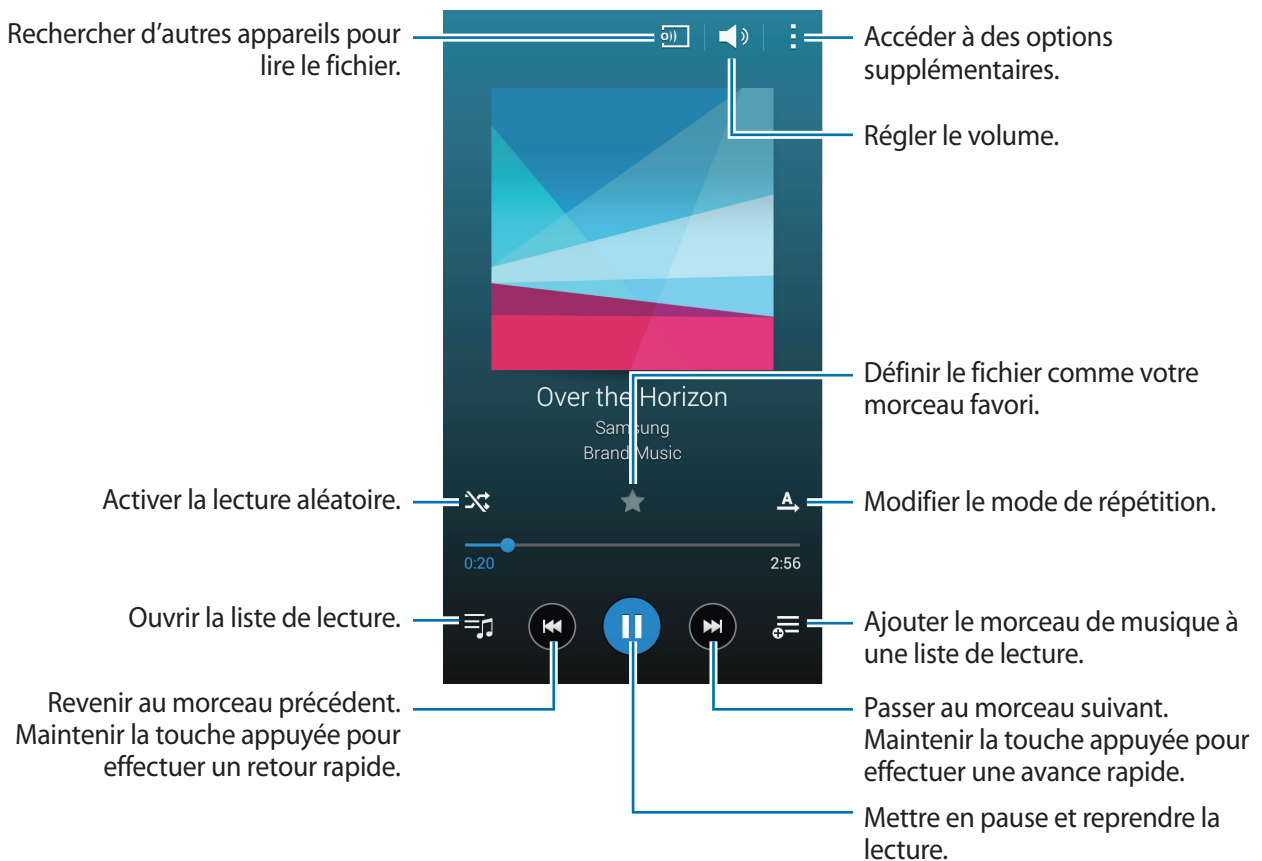 Rechercher d’autres appareils pour
lire le fichier.
Accéder à des options
supplémentaires.
Régler le volume.
Définir le fichier comme votre
morceau favori.
Over the Horizon
Samsung
Brand Music
Activer la lecture aléatoire.
A
Modifier le mode de répétition.
0:20
2:56
Ouvrir la liste de lecture.
Ajouter le morceau de musique à
une liste de lecture.
Revenir au morceau précédent.
Maintenir la touche appuyée pour
effectuer un retour rapide.
Passer au morceau suivant.
Maintenir la touche appuyée pour
effectuer une avance rapide.
Mettre en pause et reprendre la
lecture.